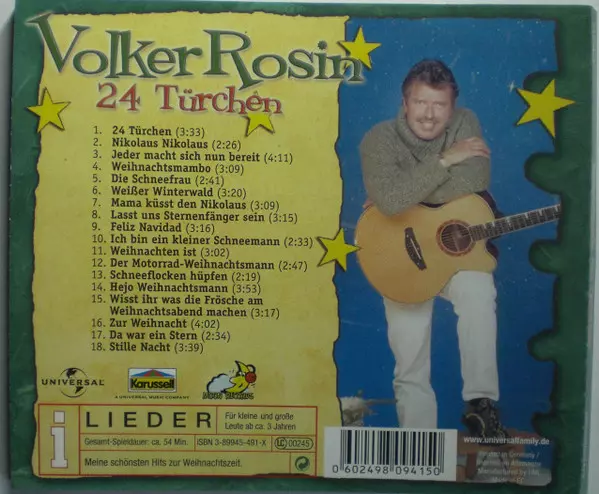 Volker Rosin
24 Türchen
1. 24 Türchen (3:33)
2. Nikolaus Nikolaus (2:26)
3. Jeder macht sich nun bereit (4:11)
4. Weihnachtsmambo (3:09)
5. Die Schneefrau (2:41)
6. Weißer Winterwald (3:20)
7. Mama küsst den Nikolaus (3:09)
8. Lasst uns Sternenfänger sein (3:15)
9. Feliz Navidad (3:16)
10. Ich bin ein kleiner Schneemann (2:33)
11. Weihnachten ist (3:02)
12. Der Motorrad-Weihnachtsmann (2:47)
13. Schneeflocken hüpfen (2:19)
14. Hejo Weihnachtsmann (3:53)
15. Wisst ihr was die Frösche am
Weihnachtsabend machen (3:17)
16. Zur Weihnacht (4:02)
17. Da war ein Stern (2:34)
18. Stille Nacht (3:39)
UNIVERSAL
Karussell
A UNIVERSAL MUSIC COMPANY
i
LIEDER
Für kleine und große
Leute ab ca. 3 Jahren
Gesamt-Spieldauer: ca. 54 Min.
ISBN 3-89945-491-X
LC 00245
Meine schönsten Hits zur Weihnachtszeit.
0 602498 094150
www.universalfamily.de